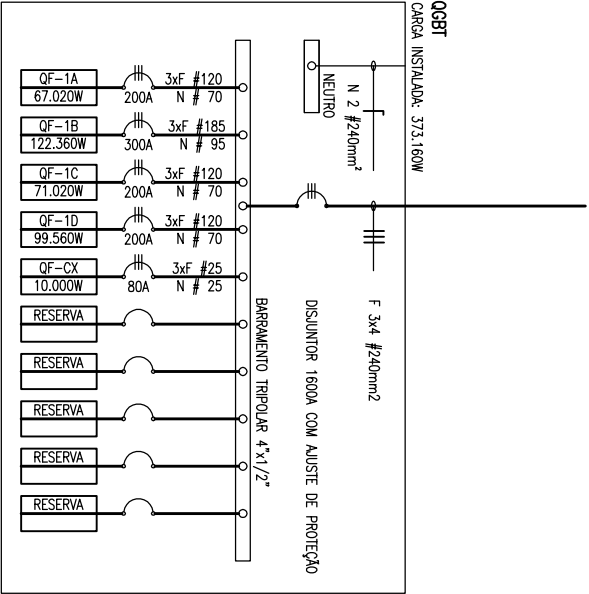 QGBT
CARGA INSTALADA: 373.160W
NEUTRO
N 2 #240mm²
F 3x4 #240mm2
DISJUNTOR 1600A COM AJUSTE DE PROTEÇÃO
BARRAMENTO TRIPOLAR 4"x1/2"
QF-1A
67.020W
200A
3xF #120
N # 70
QF-1B
122.360W
300A
3xF #185
N # 95
QF-1C
71.020W
200A
3xF #120
N # 70
QF-1D
99.560W
200A
3xF #120
N # 70
QF-CX
10.000W
80A
3xF #25
N # 25
RESERVA
RESERVA
RESERVA
RESERVA
RESERVA